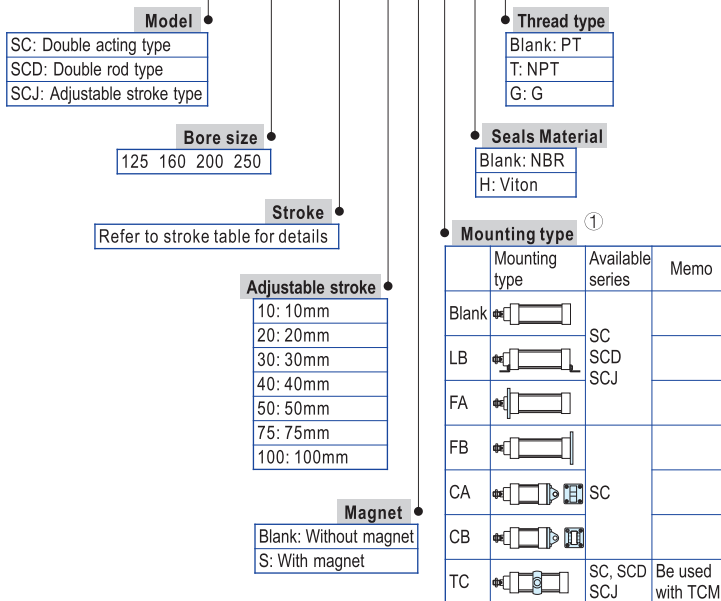 Model
SC: Double acting type
SCD: Double rod type
SCJ: Adjustable stroke type
Bore size
125 160 200 250
Stroke
Refer to stroke table for details
Adjustable stroke
10: 10mm
20: 20mm
30: 30mm
40: 40mm
50: 50mm
75: 75mm
100: 100mm
Magnet
Blank: Without magnet
S: With magnet
Thread type
Blank: PT
T: NPT
G: G
Seals Material
Blank: NBR
H: Viton
Mounting type ①
Mounting type
Available series
Memo
Blank
LB
FA
SC
SCD
SCJ
FB
CA
CB
SC
TC
SC, SCD
SCJ
Be used
with TCM